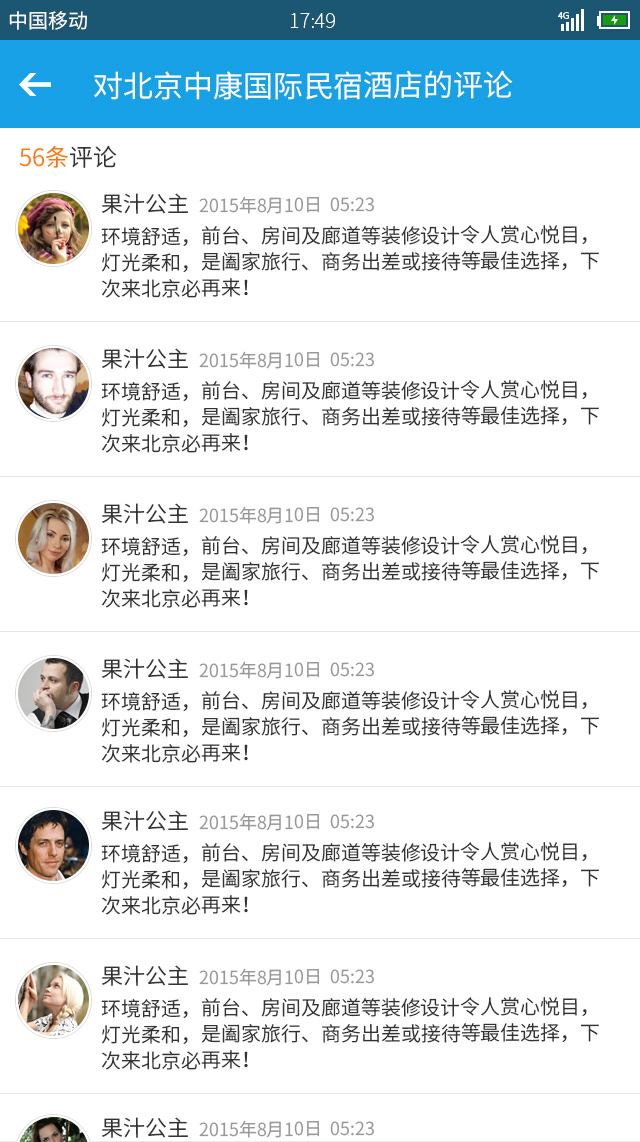 中国移动 17:49 4G
对北京中康国际民宿酒店的评论
56条评论
果汁公主 2015年8月10日 05:23
环境舒适，前台、房间及廊道等装修设计令人赏心悦目，
灯光柔和，是阖家旅行、商务出差或接待等最佳选择，下
次来北京必再来！
果汁公主 2015年8月10日 05:23
环境舒适，前台、房间及廊道等装修设计令人赏心悦目，
灯光柔和，是阖家旅行、商务出差或接待等最佳选择，下
次来北京必再来！
果汁公主 2015年8月10日 05:23
环境舒适，前台、房间及廊道等装修设计令人赏心悦目，
灯光柔和，是阖家旅行、商务出差或接待等最佳选择，下
次来北京必再来！
果汁公主 2015年8月10日 05:23
环境舒适，前台、房间及廊道等装修设计令人赏心悦目，
灯光柔和，是阖家旅行、商务出差或接待等最佳选择，下
次来北京必再来！
果汁公主 2015年8月10日 05:23
环境舒适，前台、房间及廊道等装修设计令人赏心悦目，
灯光柔和，是阖家旅行、商务出差或接待等最佳选择，下
次来北京必再来！
果汁公主 2015年8月10日 05:23
环境舒适，前台、房间及廊道等装修设计令人赏心悦目，
灯光柔和，是阖家旅行、商务出差或接待等最佳选择，下
次来北京必再来！
果汁公主 2015年8月10日 05:23